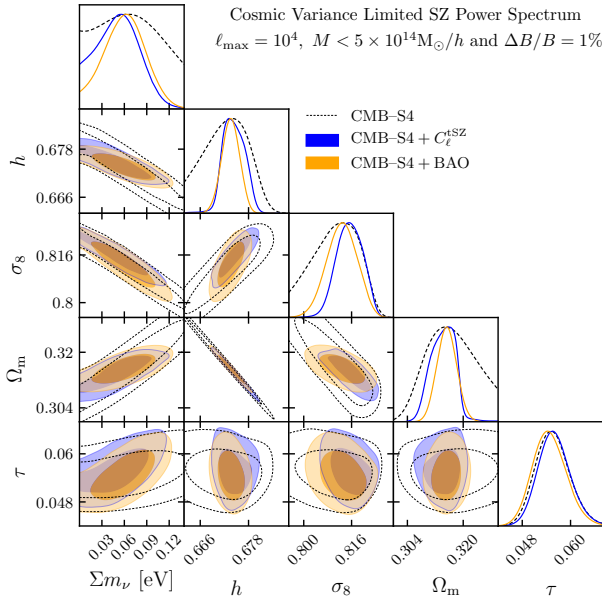 Cosmic Variance Limited SZ Power Spectrum
ℓmax = 10⁴, M < 5 × 10¹⁴M⊙/h and ΔB/B = 1%
CMB–S4
CMB–S4 + Cℓ^tSZ
CMB–S4 + BAO
0.678
h
0.666
0.816
σ8
0.8
0.32
Ωm
0.304
0.06
τ
0.048
0.03 0.06 0.09 0.12 0.666 0.678 0.800 0.816 0.304 0.320 0.048 0.060
Σmν [eV] h σ8 Ωm τ